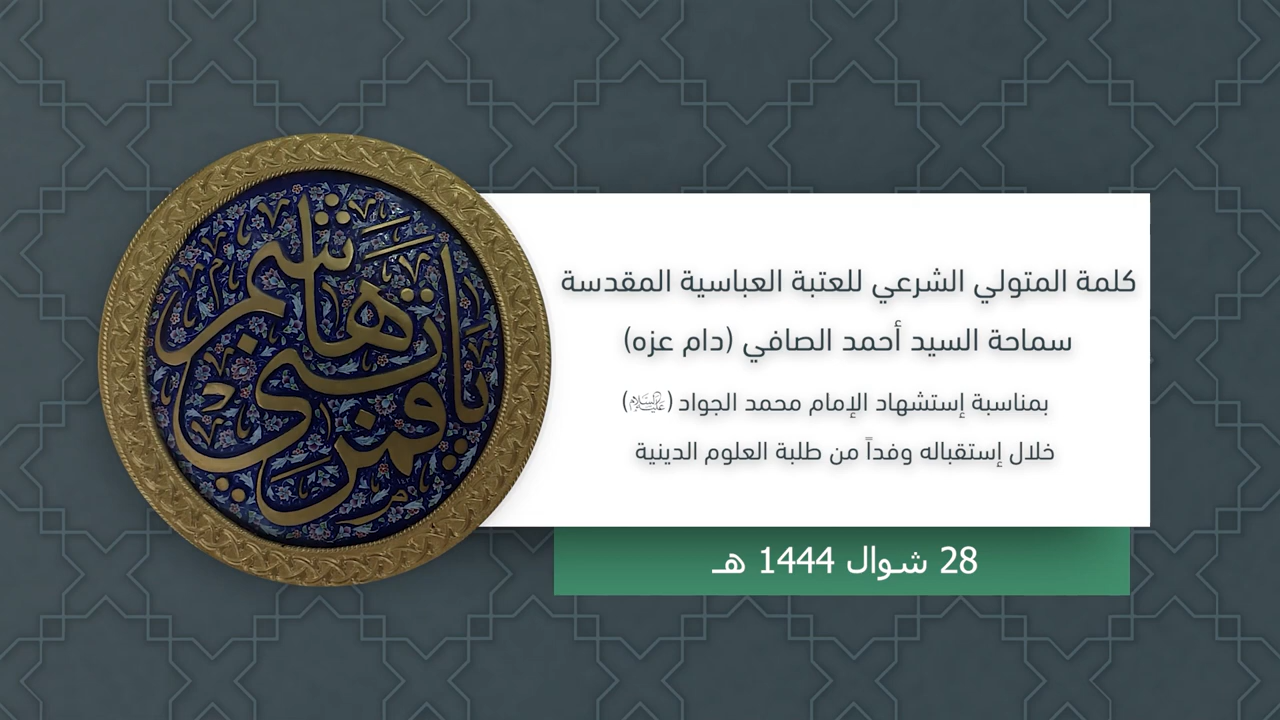 يا قمر بني هاشم
كلمة المتولي الشرعي للعتبة العباسية المقدسة
سماحة السيد أحمد الصافي (دام عزه)
بمناسبة إستشهاد الإمام محمد الجواد (عليه السلام)
خلال إستقباله وفداً من طلبة العلوم الدينية
28 شوال 1444 هـ